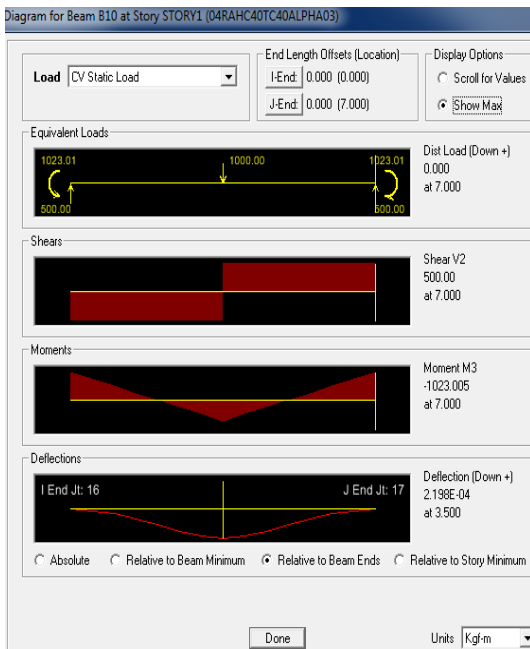 Diagram for Beam B10 at Story STORY1 (04RAHC40TC40ALPHA03)
Load CV Static Load
End Length Offsets (Location)
I-End: 0.000 (0.000)
J-End: 0.000 (7.000)
Display Options
Scroll for Values
Show Max
Equivalent Loads
1023.01 1000.00 1023.01
500.00 500.00
Dist Load (Down +)
0.000
at 7.000
Shears
Shear V2
500.00
at 7.000
Moments
Moment M3
-1023.005
at 7.000
Deflections
I End Jt: 16 J End Jt: 17
Deflection (Down +)
2.198E-04
at 3.500
Absolute Relative to Beam Minimum Relative to Beam Ends Relative to Story Minimum
Done Units Kgf-m